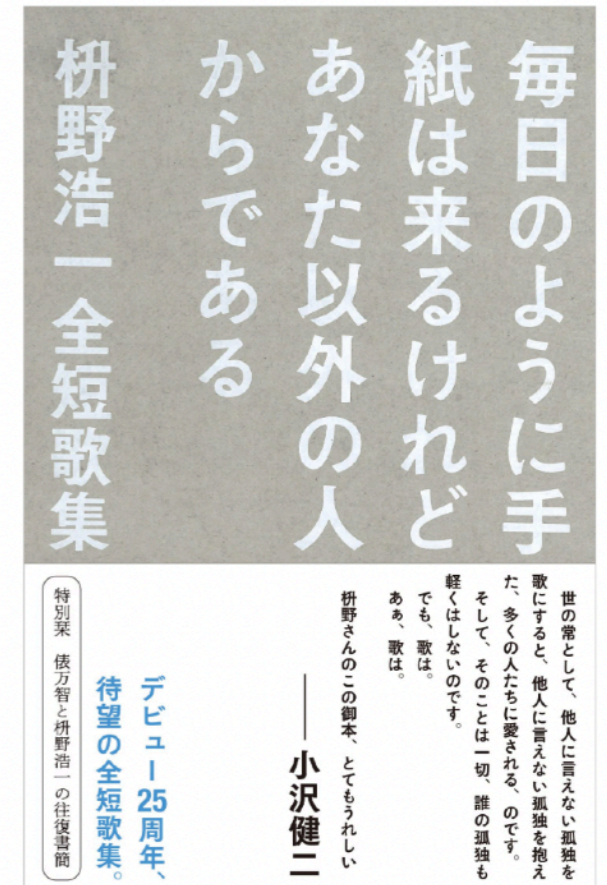 毎日のように手
紙は来るけれど
あなた以外の人
からである
枡野浩一全短歌集
世の常として、他人に言えない孤独を
歌にすると、他人に言えない孤独を抱え
た、多くの人たちに愛される、のです。
そして、そのことは一切、誰の孤独も
軽くはしないのです。
でも、歌は。
あぁ、歌は。
枡野さんのこの御本、とてもうれしい
——小沢健二
デビュー25周年、
待望の全短歌集。
特別栞 俵万智と枡野浩一の往復書簡